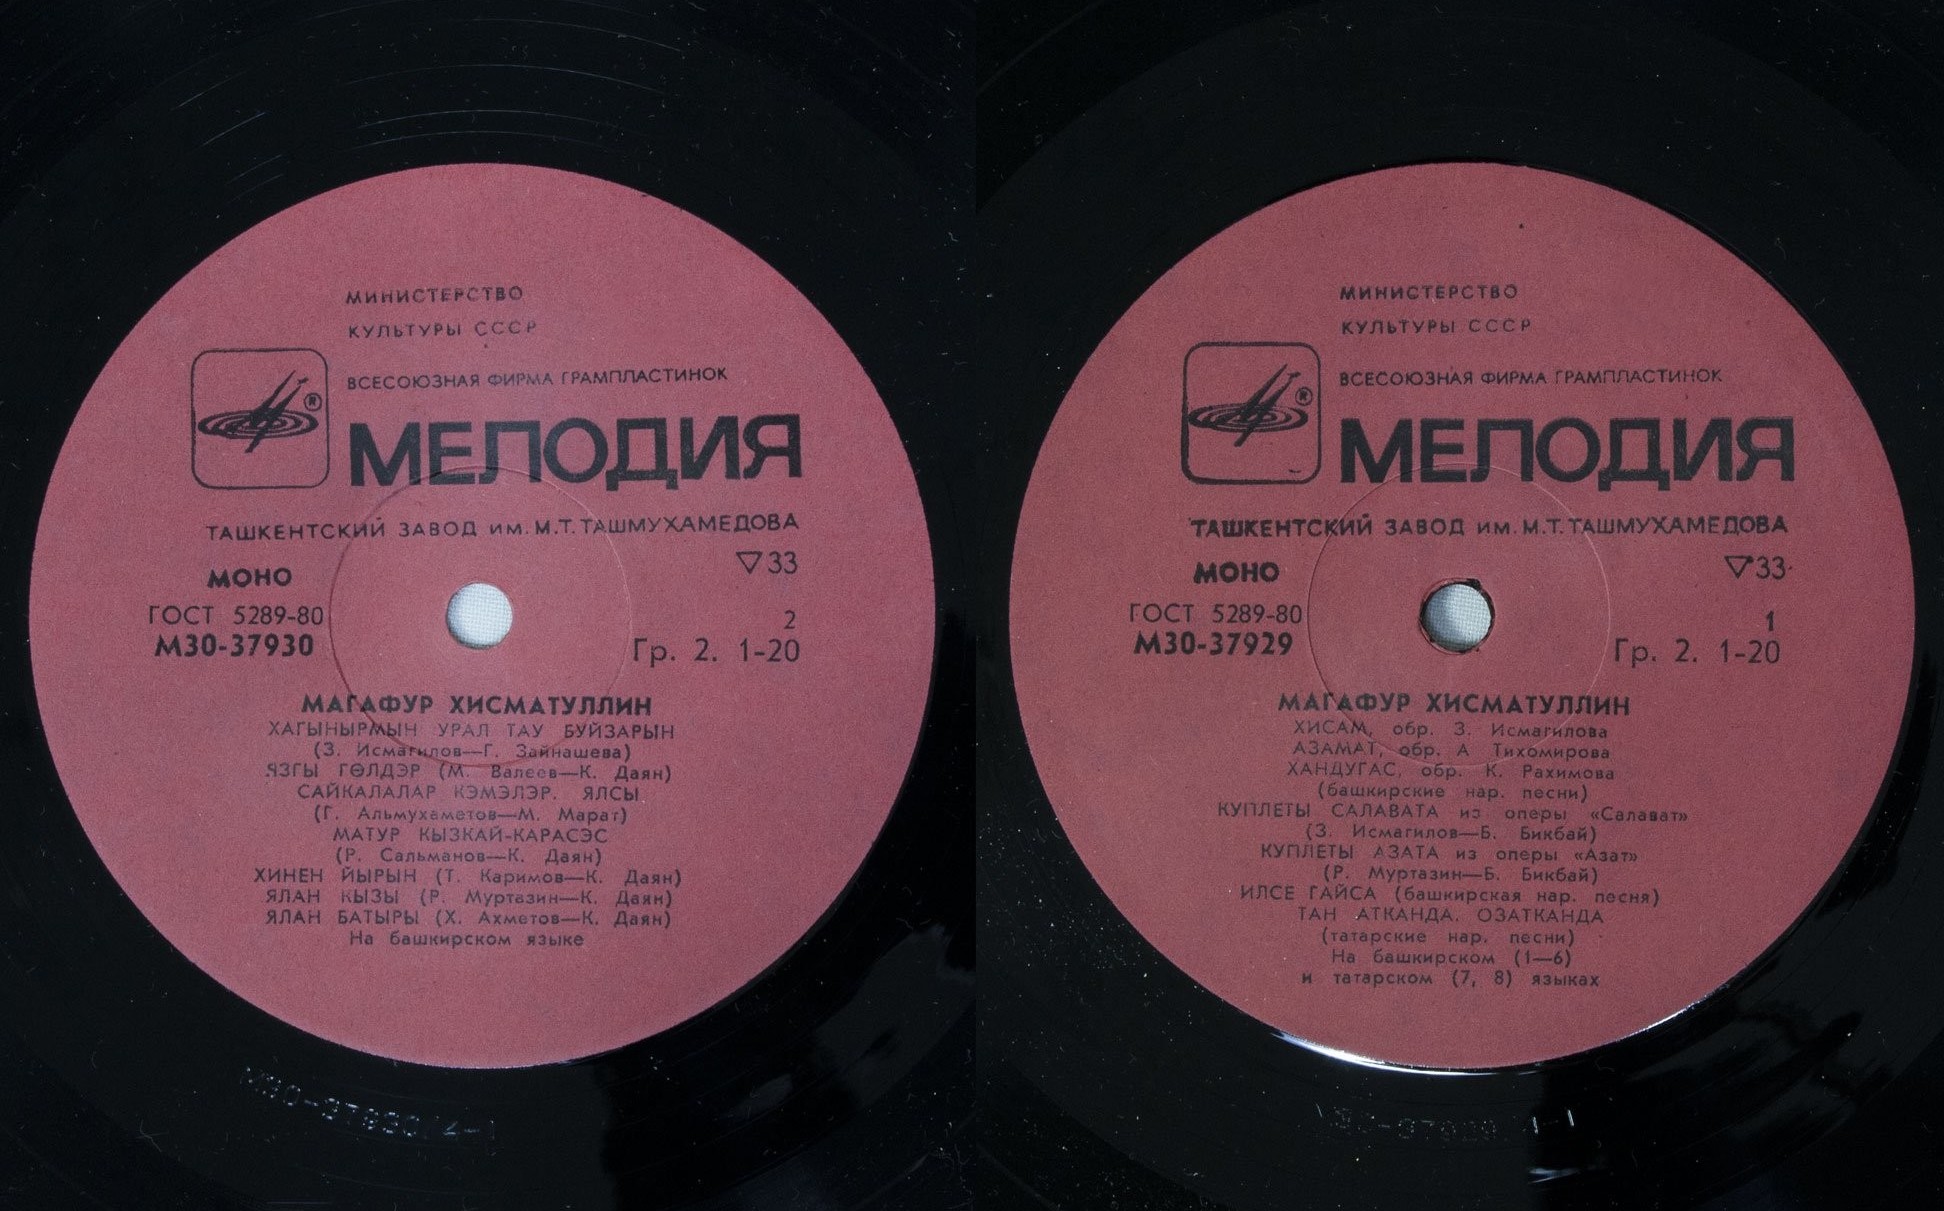 МИНИСТЕРСТВО
КУЛЬТУРЫ СССР
ВСЕСОЮЗНАЯ ФИРМА ГРАМПЛАСТИНОК
®
МЕЛОДИЯ
ТАШКЕНТСКИЙ ЗАВОД им. М.Т. ТАШМУХАМЕДОВА
▽33
МОНО
ГОСТ 5289-80
2
М30-37930
Гр. 2. 1-20
МАГАФУР ХИСМАТУЛЛИН
ХАГЫНЫРМЫН УРАЛ ТАУ БУЙЗАРЫН
(З. Исмагилов—Г. Зайнашева)
ЯЗГЫ ГӨЛДЭР (М. Валеев—К. Даян)
САЙКАЛАЛАР КЭМЭЛЭР. ЯЛСЫ
(Г. Альмухаметов—М. Марат)
МАТУР КЫЗКАЙ-КАРАСЭС
(Р. Сальманов—К. Даян)
ХИНЕН ЙЫРЫН (Т. Каримов—К. Даян)
ЯЛАН КЫЗЫ (Р. Муртазин—К. Даян)
ЯЛАН БАТЫРЫ (Х. Ахметов—К. Даян)
На башкирском языке
МИНИСТЕРСТВО
КУЛЬТУРЫ СССР
ВСЕСОЮЗНАЯ ФИРМА ГРАМПЛАСТИНОК
®
МЕЛОДИЯ
ТАШКЕНТСКИЙ ЗАВОД им. М.Т. ТАШМУХАМЕДОВА
▽33
МОНО
ГОСТ 5289-80
1
М30-37929
Гр. 2. 1-20
МАГАФУР ХИСМАТУЛЛИН
ХИСАМ, обр. З. Исмагилова
АЗАМАТ, обр. А Тихомирова
ХАНДУГАС, обр. К. Рахимова
(башкирские нар. песни)
КУПЛЕТЫ САЛАВАТА из оперы «Салават»
(З. Исмагилов—Б. Бикбай)
КУПЛЕТЫ АЗАТА из оперы «Азат»
(Р. Муртазин—Б. Бикбай)
ИЛСЕ ГАЙСА (башкирская нар. песня)
ТАН АТКАНДА. ОЗАТКАНДА
(татарские нар. песни)
На башкирском (1—6)
и татарском (7, 8) языках